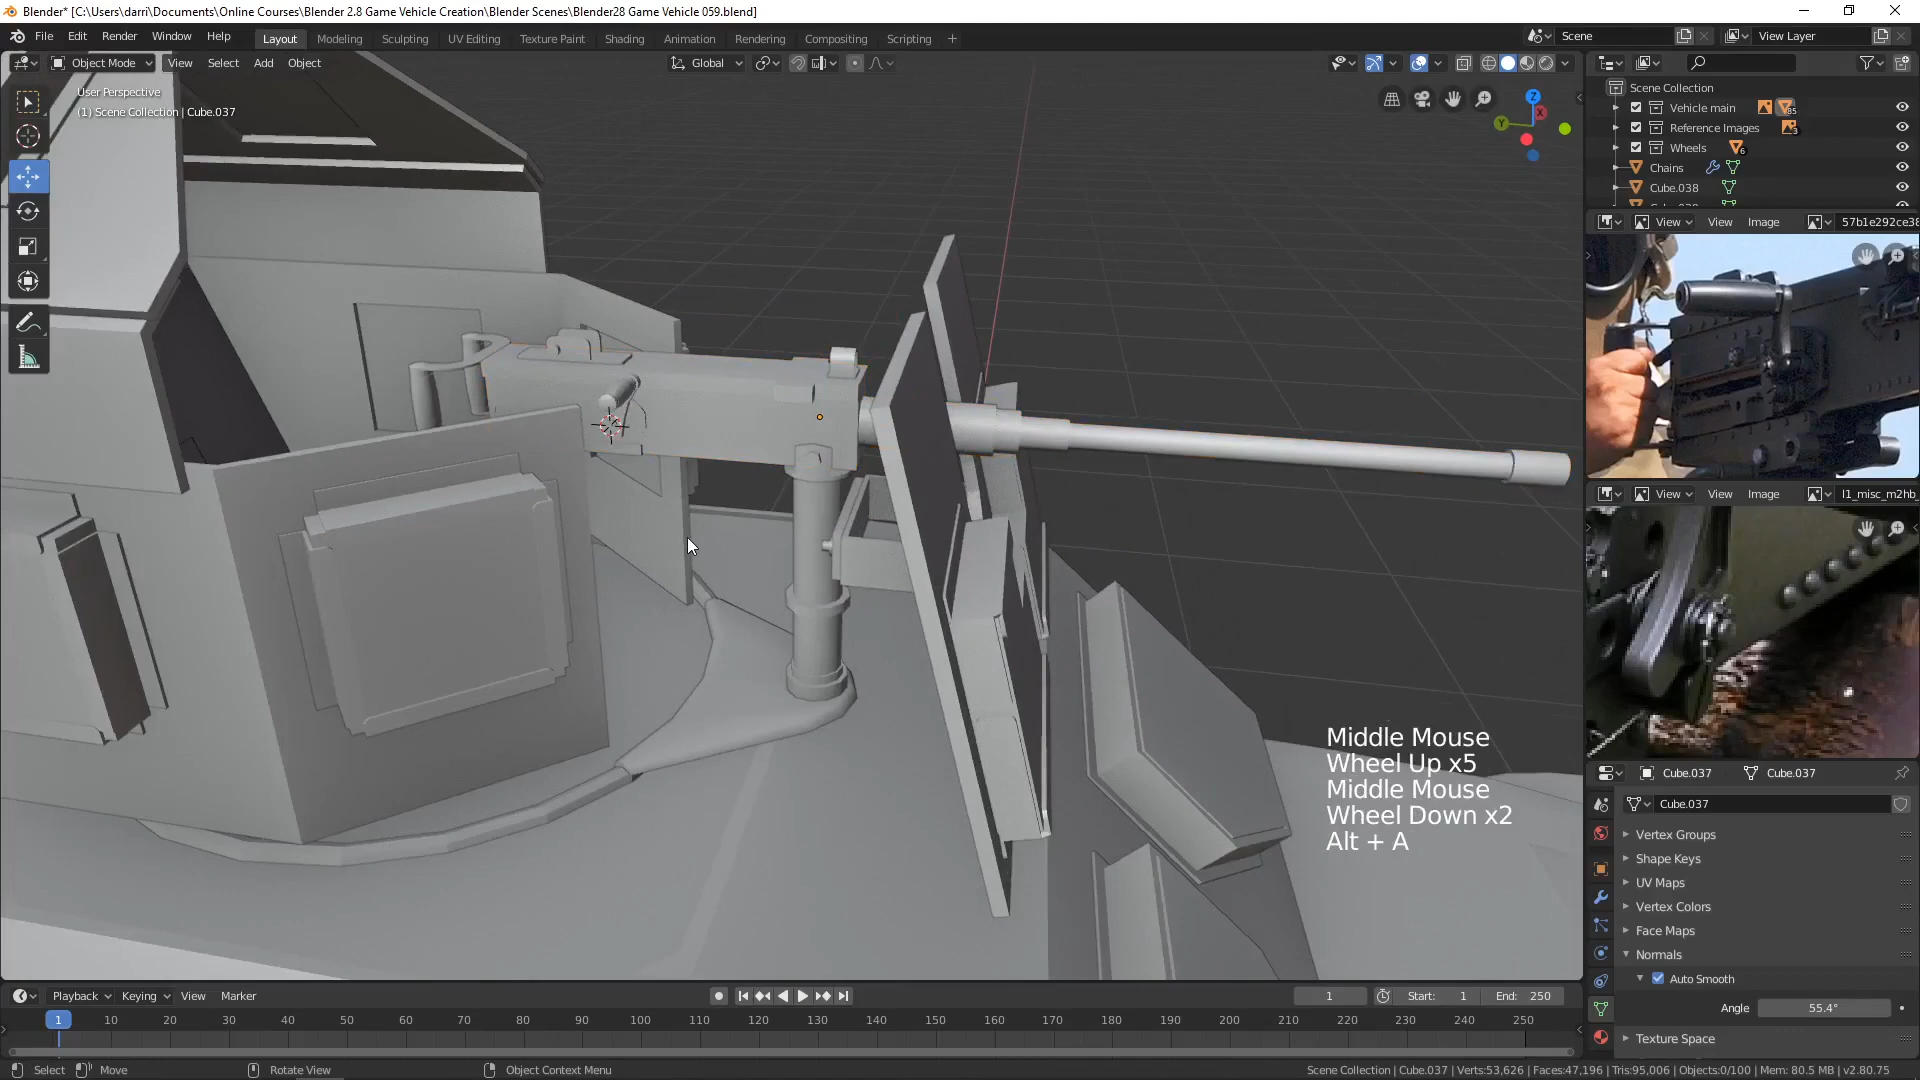 Blender* [C:\Users\darri\Documents\Online Courses\Blender 2.8 Game Vehicle Creation\Blender Scenes\Blender28 Game Vehicle 059.blend]
File Edit Render Window Help
Layout Modeling Sculpting UV Editing Texture Paint Shading Animation Rendering Compositing Scripting +
Scene
View Layer
Object Mode View Select Add Object
Global
User Perspective
(1) Scene Collection | Cube.037
Z
X
Y
Scene Collection
Vehicle main 85
Reference Images 3
Wheels 6
Chains
Cube.038
View View Image 57b1e292ce38
View View Image l1_misc_m2hb_
Middle Mouse
Wheel Up x5
Middle Mouse
Wheel Down x2
Alt + A
Cube.037 Cube.037
Cube.037
Vertex Groups
Shape Keys
UV Maps
Vertex Colors
Face Maps
Normals
Auto Smooth
Angle 55.4°
Texture Space
Playback Keying View Marker
1 Start: 1 End: 250
1 10 20 30 40 50 60 70 80 90 100 110 120 130 140 150 160 170 180 190 200 210 220 230 240 250
Select Move Rotate View Object Context Menu
Scene Collection | Cube.037 | Verts:53,626 | Faces:47,196 | Tris:95,006 | Objects:0/100 | Mem: 80.5 MB | v2.80.75